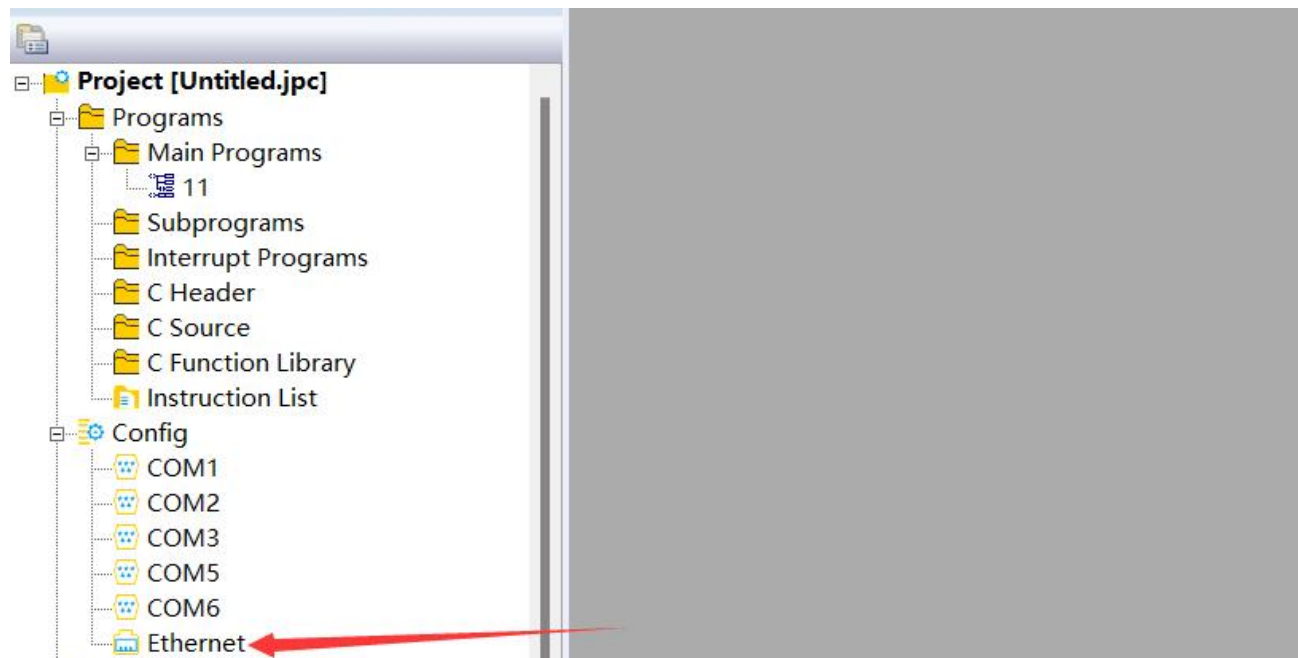 Project [Untitled.jpc]
Programs
Main Programs
11
Subprograms
Interrupt Programs
C Header
C Source
C Function Library
Instruction List
Config
COM1
COM2
COM3
COM5
COM6
Ethernet